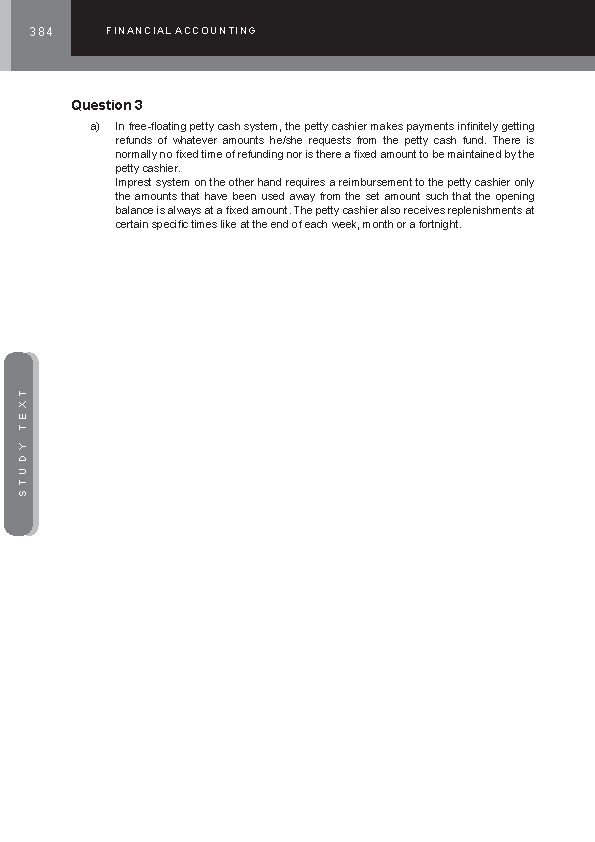 384
FINANCIAL ACCOUNTING
Question 3
a) In free-floating petty cash system, the petty cashier makes payments infinitely getting
refunds of whatever amounts he/she requests from the petty cash fund. There is
normally no fixed time of refunding nor is there a fixed amount to be maintained by the
petty cashier.
Imprest system on the other hand requires a reimbursement to the petty cashier only
the amounts that have been used away from the set amount such that the opening
balance is always at a fixed amount. The petty cashier also receives replenishments at
certain specific times like at the end of each week, month or a fortnight.
STUDY TEXT